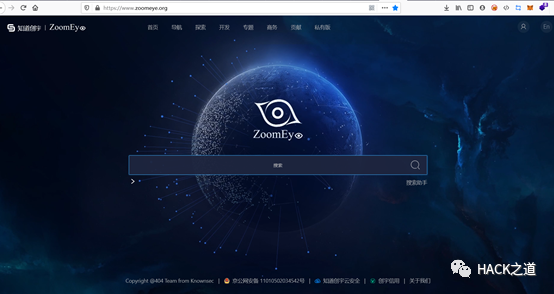 https://www.zoomeye.org
知道创宇 | ZoomEye
首页 导航 探索 开发 专题 商务 贡献 私有版
En
ZoomEye
搜索
搜索助手
Copyright @404 Team from Knownsec | 京公网安备 11010502034542号 | 知道创宇云安全 | 创宇信用 | 关于我们
HACK之道